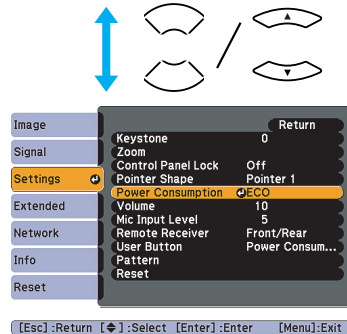 Image
Signal
Settings
Extended
Network
Info
Reset
Return
Keystone 0
Zoom
Control Panel Lock Off
Pointer Shape Pointer 1
Power Consumption ECO
Volume 10
Mic Input Level 5
Remote Receiver Front/Rear
User Button Power Consum...
Pattern
Reset
[Esc] :Return [◆] :Select [Enter] :Enter [Menu]:Exit